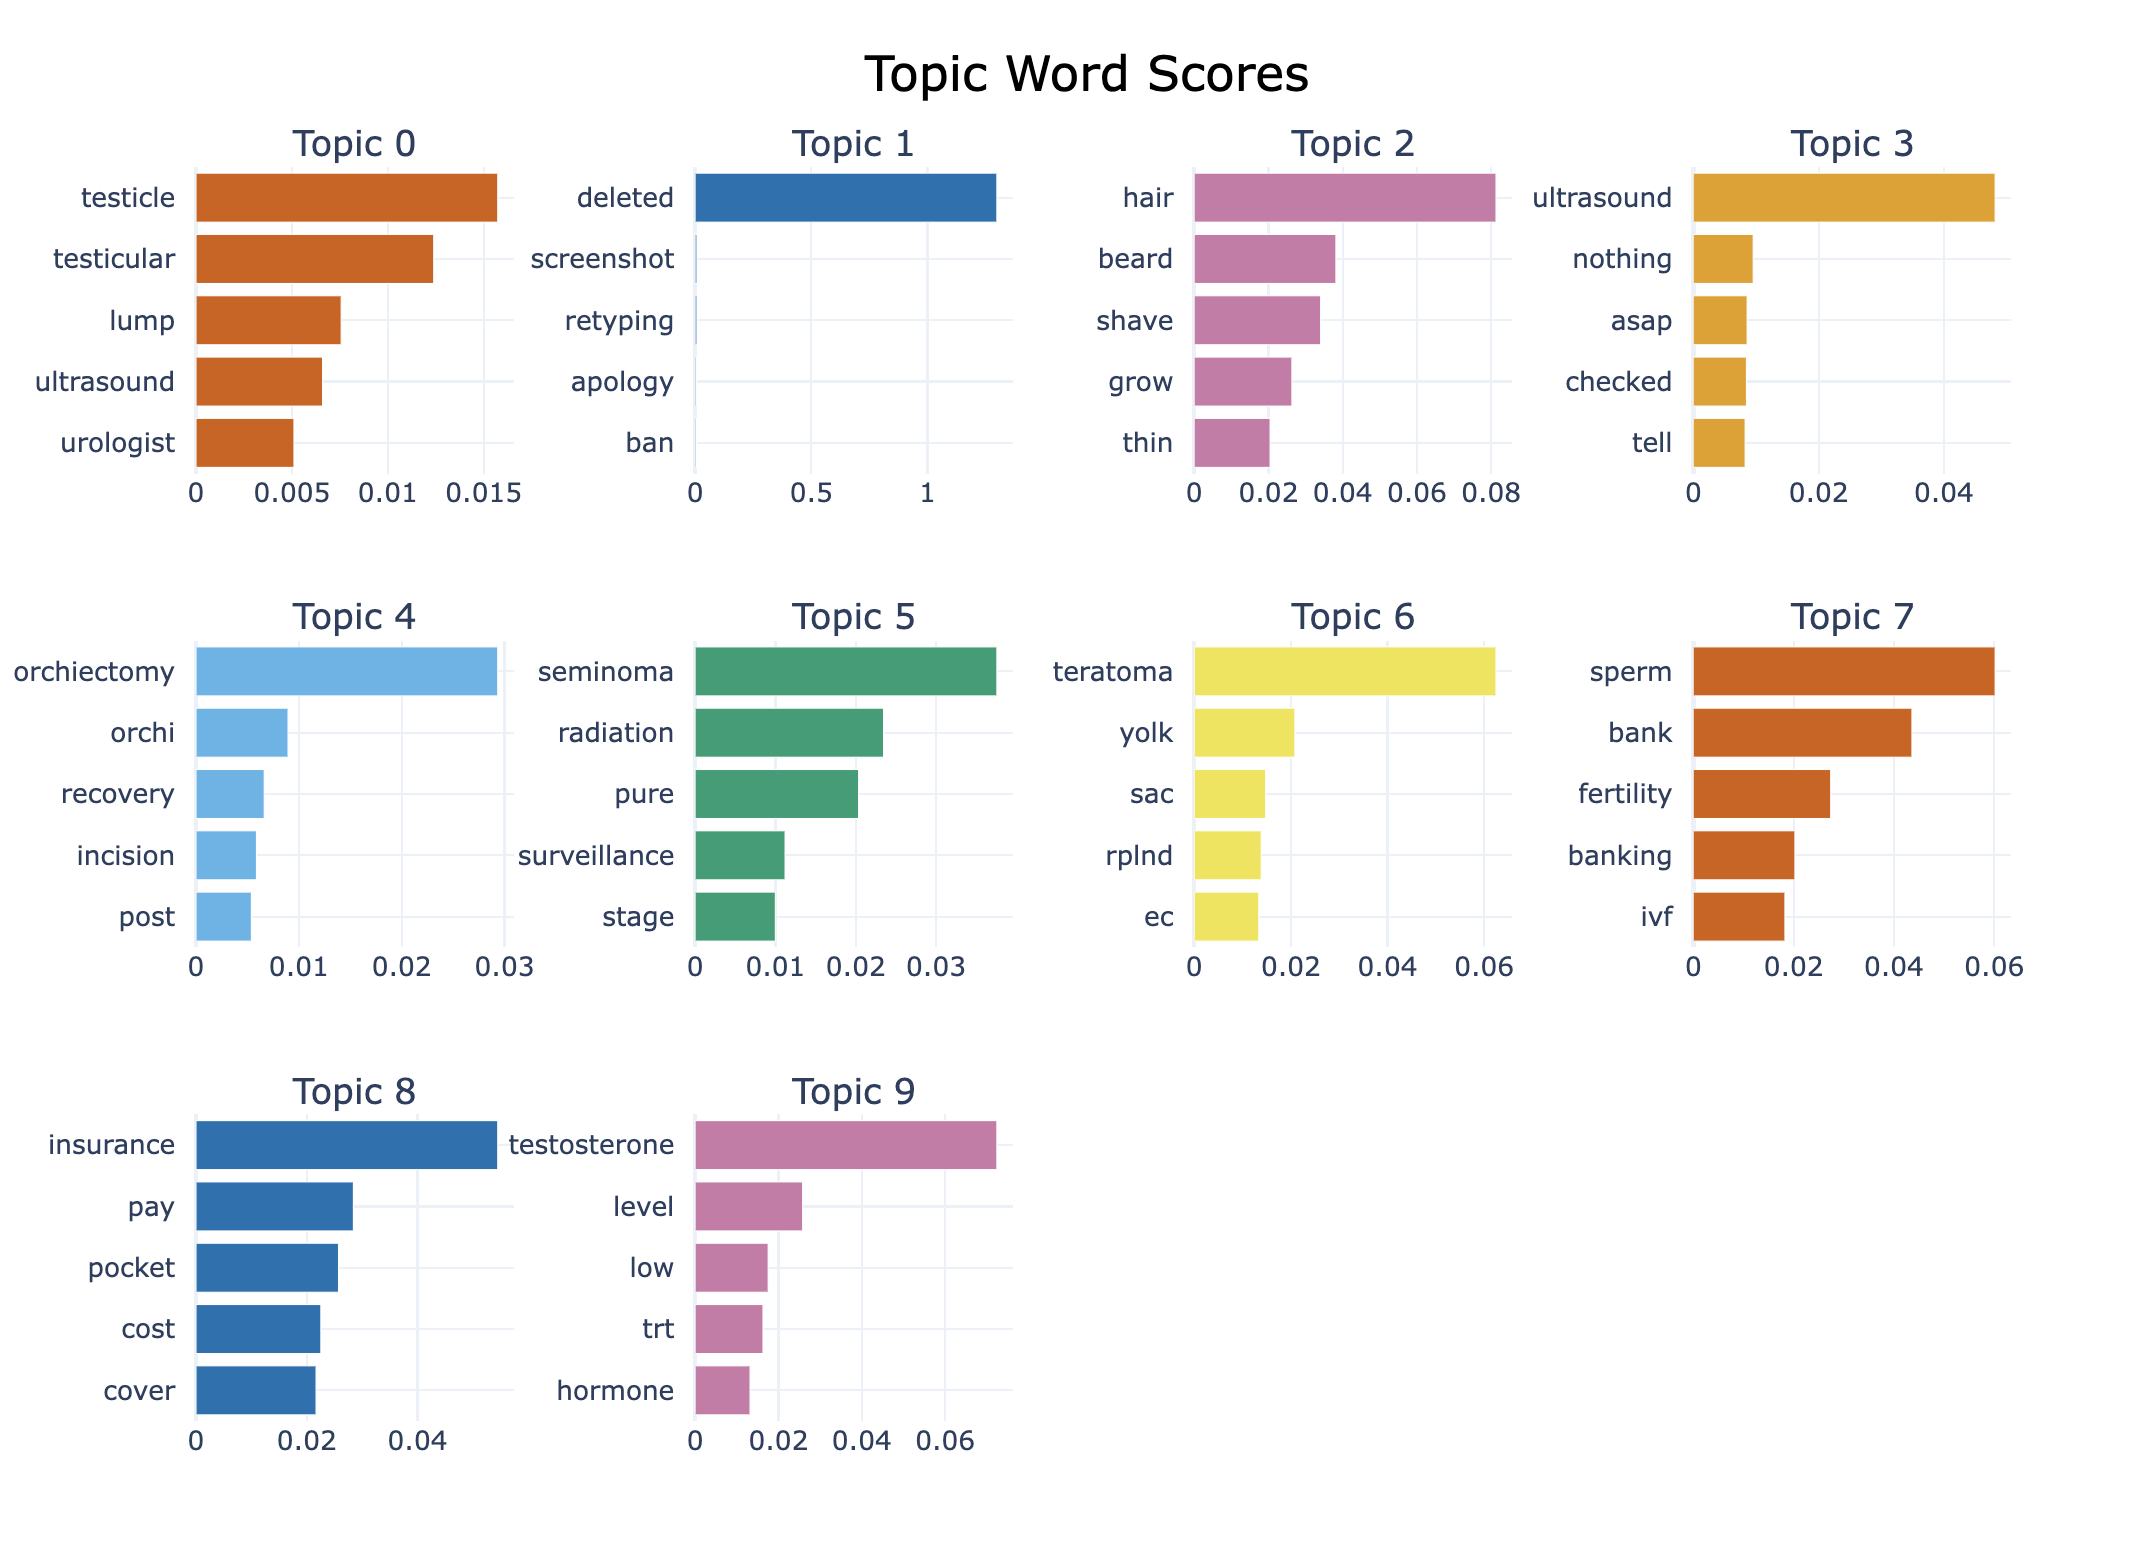 Topic Word Scores
Topic 0
testicle
testicular
lump
ultrasound
urologist
0 0.005 0.01 0.015
Topic 1
deleted
screenshot
retyping
apology
ban
0 0.5 1
Topic 2
hair
beard
shave
grow
thin
0 0.02 0.04 0.06 0.08
Topic 3
ultrasound
nothing
asap
checked
tell
0 0.02 0.04
Topic 4
orchiectomy
orchi
recovery
incision
post
0 0.01 0.02 0.03
Topic 5
seminoma
radiation
pure
surveillance
stage
0 0.01 0.02 0.03
Topic 6
teratoma
yolk
sac
rplnd
ec
0 0.02 0.04 0.06
Topic 7
sperm
bank
fertility
banking
ivf
0 0.02 0.04 0.06
Topic 8
insurance
pay
pocket
cost
cover
0 0.02 0.04
Topic 9
testosterone
level
low
trt
hormone
0 0.02 0.04 0.06